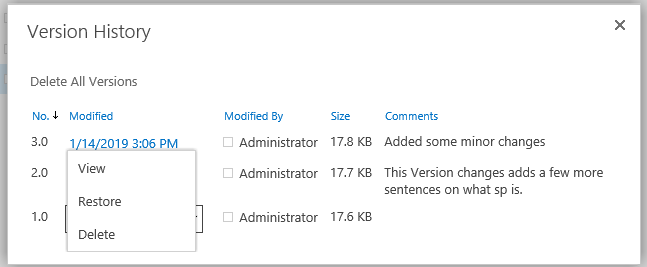 Version History
Delete All Versions
No. Modified Modified By Size Comments
3.0 1/14/2019 3:06 PM Administrator 17.8 KB Added some minor changes
View
2.0 Administrator 17.7 KB This Version changes adds a few more
sentences on what sp is.
Restore
1.0 Administrator 17.6 KB
Delete